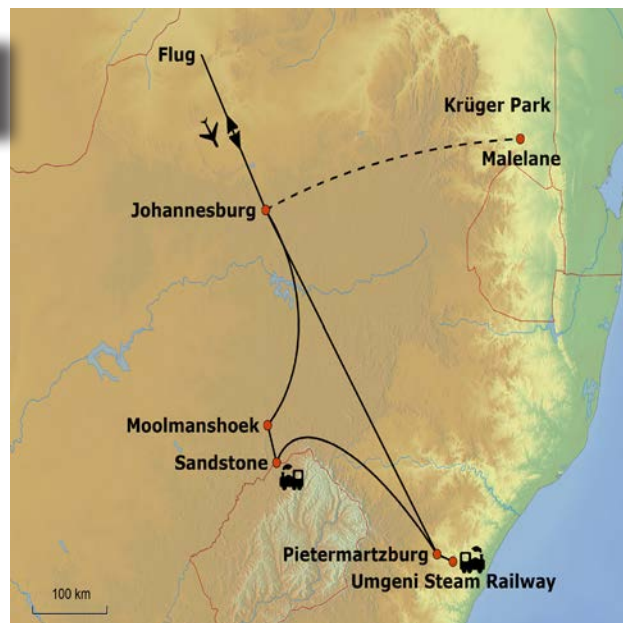 Flug
Krüger Park
Malelane
Johannesburg
Moolmanshoek
Sandstone
Pietermartzburg
Umgeni Steam Railway
100 km